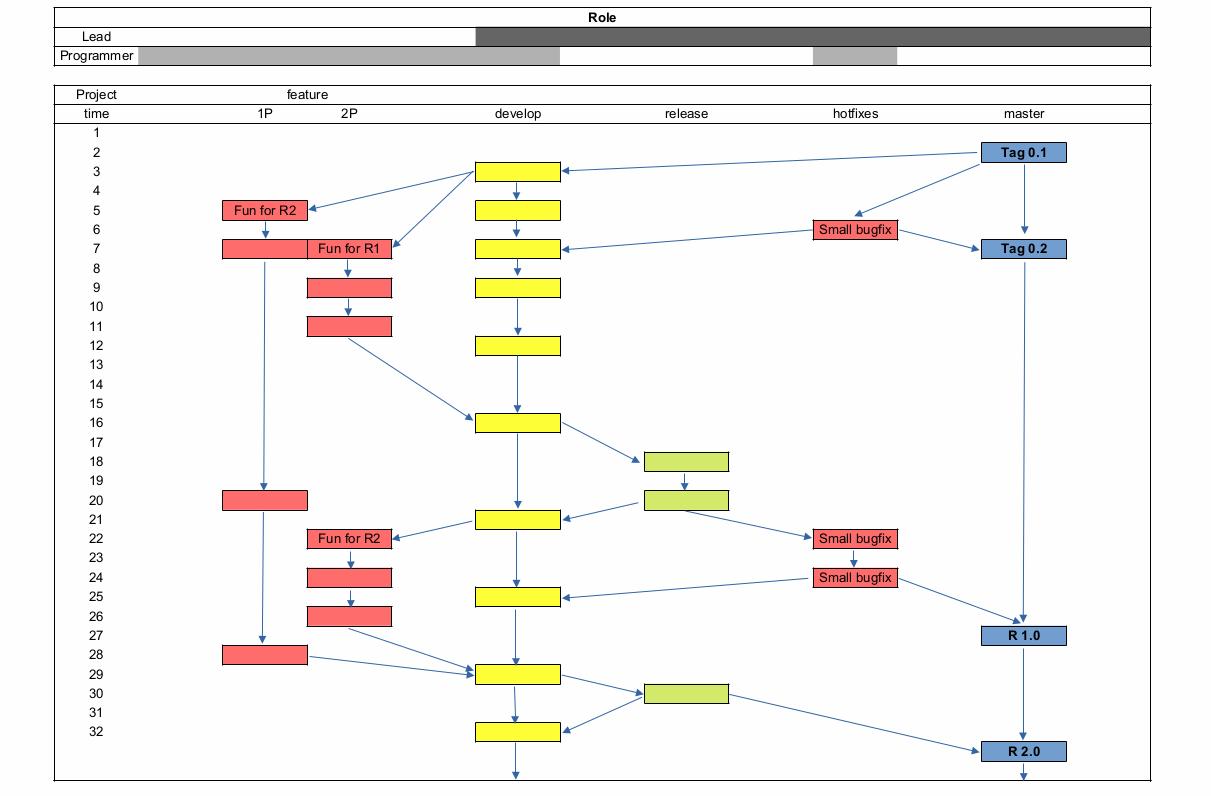 Role
Lead
Programmer
Project feature
time 1P 2P develop release hotfixes master
1
2 Tag 0.1
3
4
5 Fun for R2
6 Small bugfix
7 Fun for R1 Tag 0.2
8
9
10
11
12
13
14
15
16
17
18
19
20
21
22 Fun for R2 Small bugfix
23
24 Small bugfix
25
26
27 R 1.0
28
29
30
31
32
R 2.0